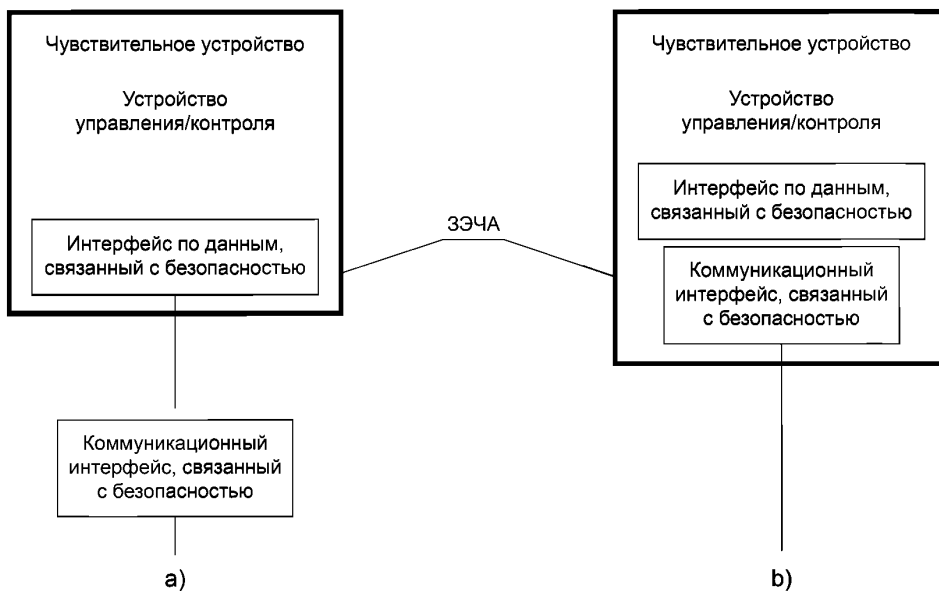 Чувствительное устройство
Устройство
управления/контроля
Интерфейс по данным,
связанный с безопасностью
Коммуникационный
интерфейс, связанный
с безопасностью
a)
ЗЭЧА
Чувствительное устройство
Устройство
управления/контроля
Интерфейс по данным,
связанный с безопасностью
Коммуникационный
интерфейс, связанный
с безопасностью
b)